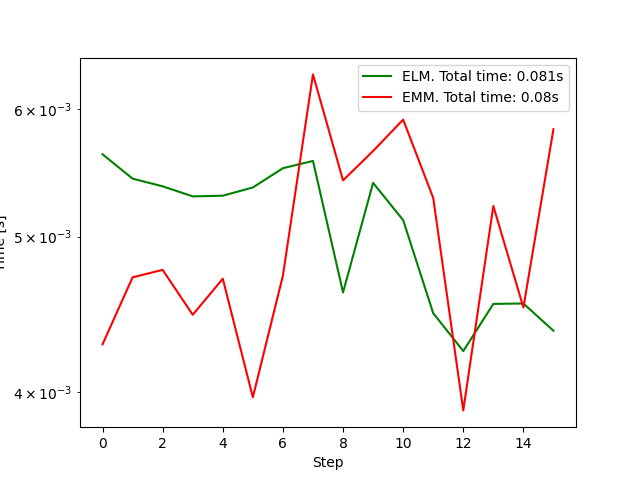 ELM. Total time: 0.081s
EMM. Total time: 0.08s
6 × 10⁻³
5 × 10⁻³
4 × 10⁻³
0 2 4 6 8 10 12 14
Step